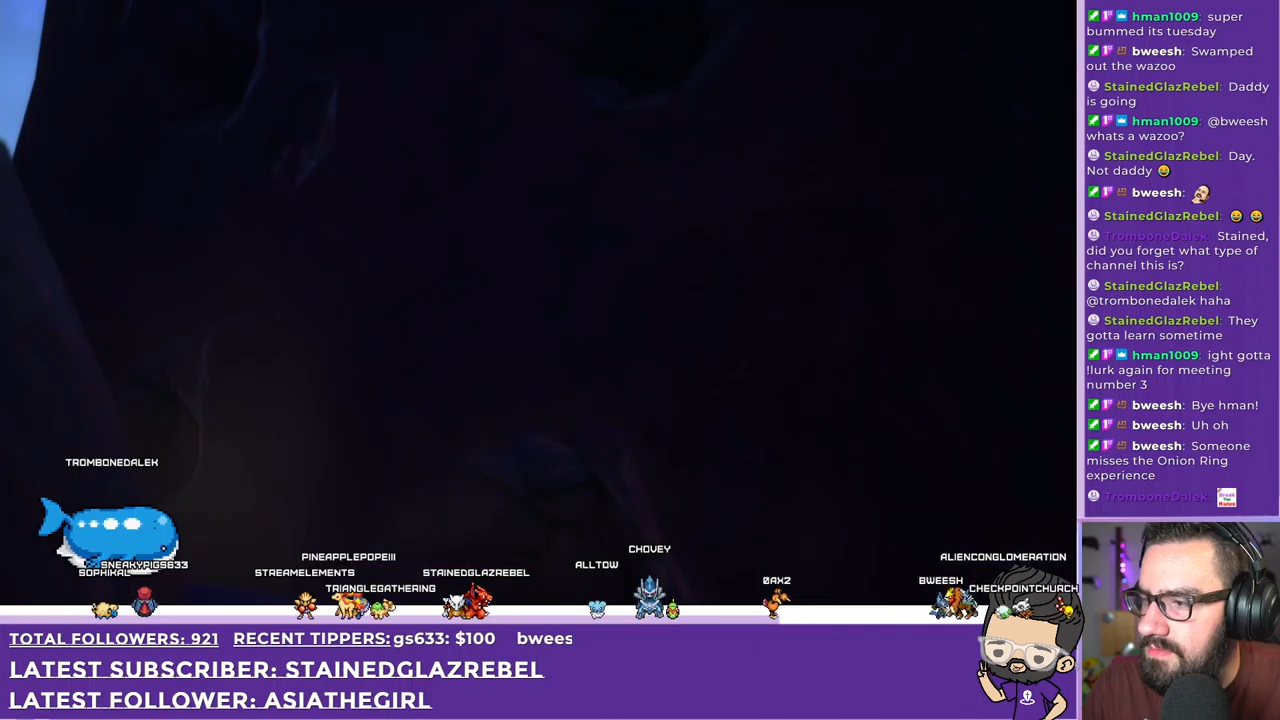 hman1009: super
bummed its tuesday
bweesh: Swamped
out the wazoo
StainedGlazRebel: Daddy
is going
hman1009: @bweesh
whats a wazoo?
StainedGlazRebel: Day.
Not daddy
bweesh:
StainedGlazRebel:
TromboneDalek: Stained,
did you forget what type of
channel this is?
StainedGlazRebel:
@trombonedalek haha
StainedGlazRebel: They
gotta learn sometime
hman1009: ight gotta
!lurk again for meeting
number 3
bweesh: Bye hman!
bweesh: Uh oh
bweesh: Someone
misses the Onion Ring
experience
TromboneDalek:
TROMBONEDALEK
SNEAKYPIGS633
SOPHIKAL
STREAMELEMENTS
PINEAPPLEPOPEIII
TRIANGLEGATHERING
STAINEDGLAZREBEL
ALLTOW
CHOVEY
0AX2
BWEESH
ALIENCONGLOMERATION
CHECKPOINTCHURCH
TOTAL FOLLOWERS: 921 RECENT TIPPERS: gs633: $100 bwees
LATEST SUBSCRIBER: STAINEDGLAZREBEL
LATEST FOLLOWER: ASIATHEGIRL